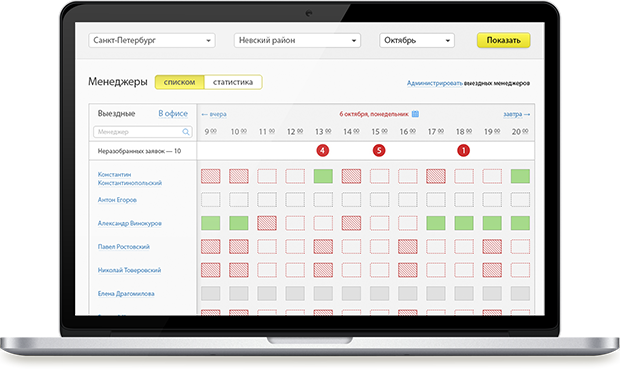 Санкт-Петербург Невский район Октябрь Показать
Менеджеры списком статистика Администрировать выездных менеджеров
Выездные В офисе ← вчера 6 октября, понедельник завтра →
Менеджер 9 00 10 00 11 00 12 00 13 00 14 00 15 00 16 00 17 00 18 00 19 00 20 00
Неразобранных заявок — 10 4 5 1
Константин
Константинопольский
Антон Егоров
Александр Винокуров
Павел Ростовский
Николай Товеровский
Елена Драгомилова